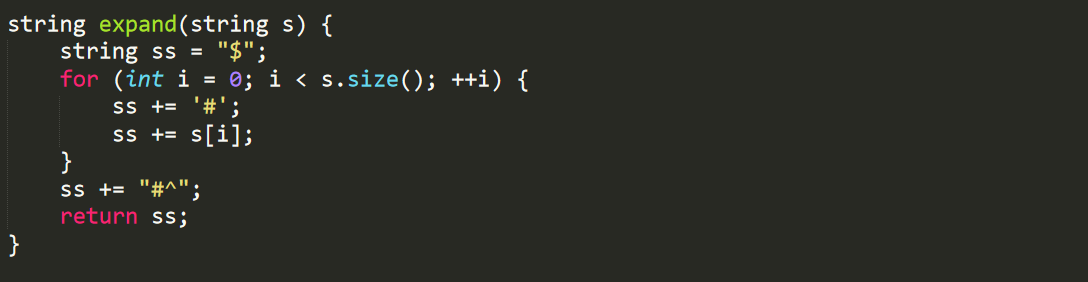 string expand(string s) {
    string ss = "$";
    for (int i = 0; i < s.size(); ++i) {
        ss += '#';
        ss += s[i];
    }
    ss += "#^";
    return ss;
}